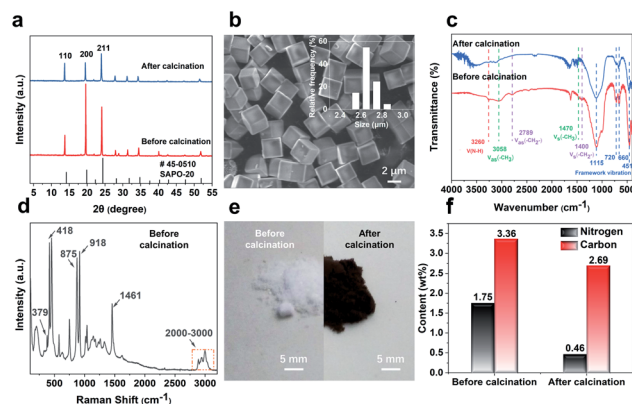 a
110
200
211
After calcination
Before calcination
# 45-0510
SAPO-20
Intensity (a.u.)
5 10 15 20 25 30 35 40 45 50 55
2θ (degree)
b
Relative frequency (%)
60
40
20
0
2.4 2.6 2.8 3.0
Size (μm)
2 μm
c
After calcination
Before calcination
Transmittance (%)
3260
V(N-H)
3058
Vas(-CH3)
2789
Vas(-CH2-)
1470
Vs(-CH3)
1400
Vs(-CH2-)
1115
720
660
451
Framework vibration
4000 3500 3000 2500 2000 1500 1000 500
Wavenumber (cm-1)
d
Before
calcination
418
875
918
379
1461
2000-3000
Intensity (a.u.)
500 1000 1500 2000 2500 3000
Raman Shift (cm-1)
e
Before
calcination
After
calcination
5 mm
5 mm
f
Nitrogen
Carbon
3.36
1.75
2.69
0.46
Content (wt%)
3.5
3.0
2.5
2.0
1.5
1.0
0.5
0.0
Before calcination
After calcination